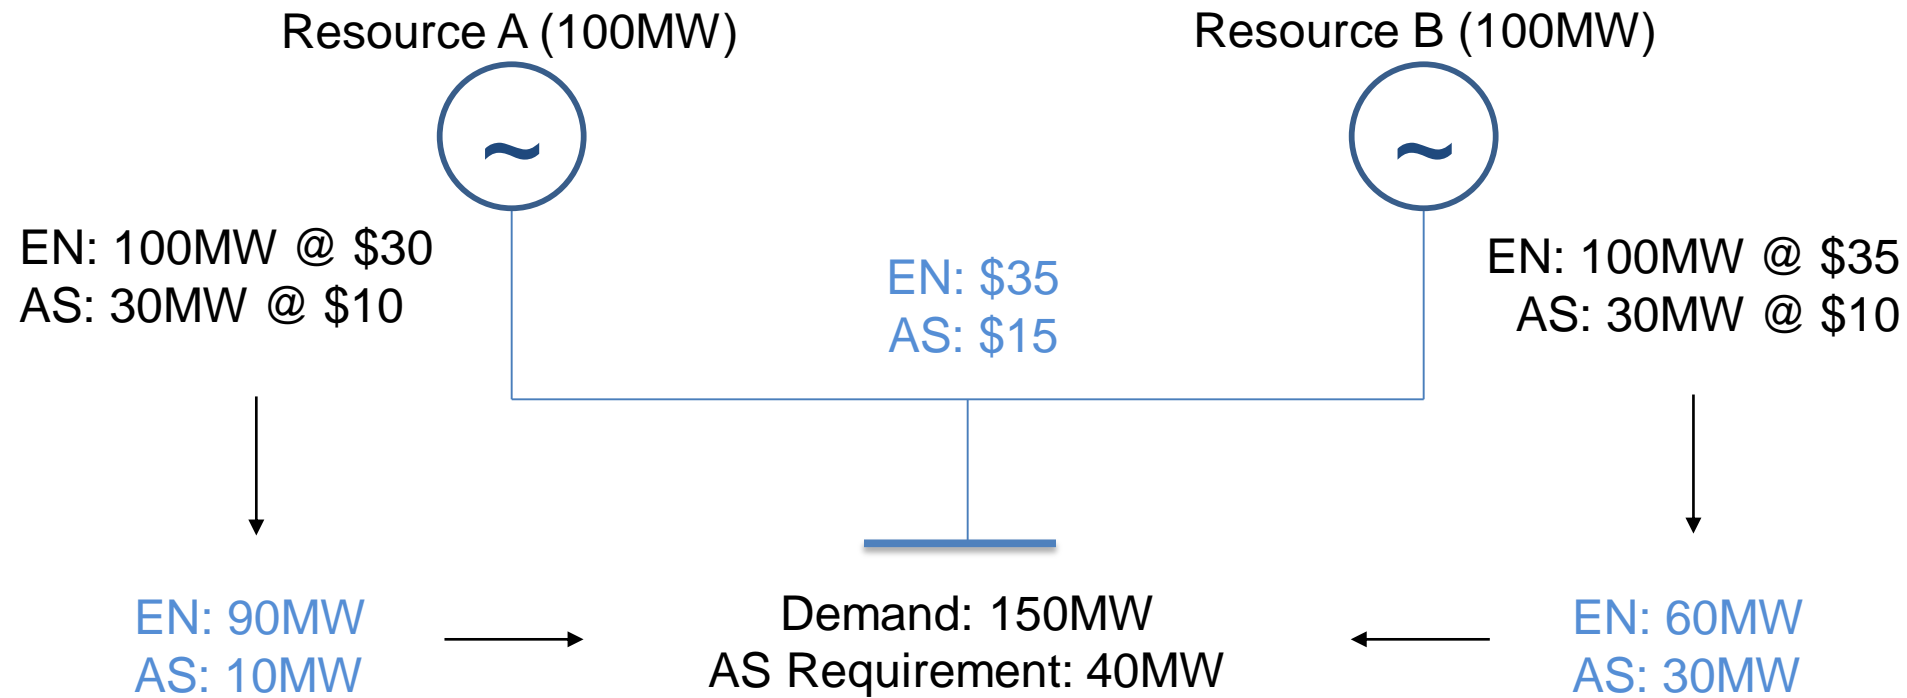 Resource A (100MW)
Resource B (100MW)
~
~
EN: 100MW @ $30
AS: 30MW @ $10
EN: $35
AS: $15
EN: 100MW @ $35
AS: 30MW @ $10
EN: 90MW
AS: 10MW
Demand: 150MW
AS Requirement: 40MW
EN: 60MW
AS: 30MW